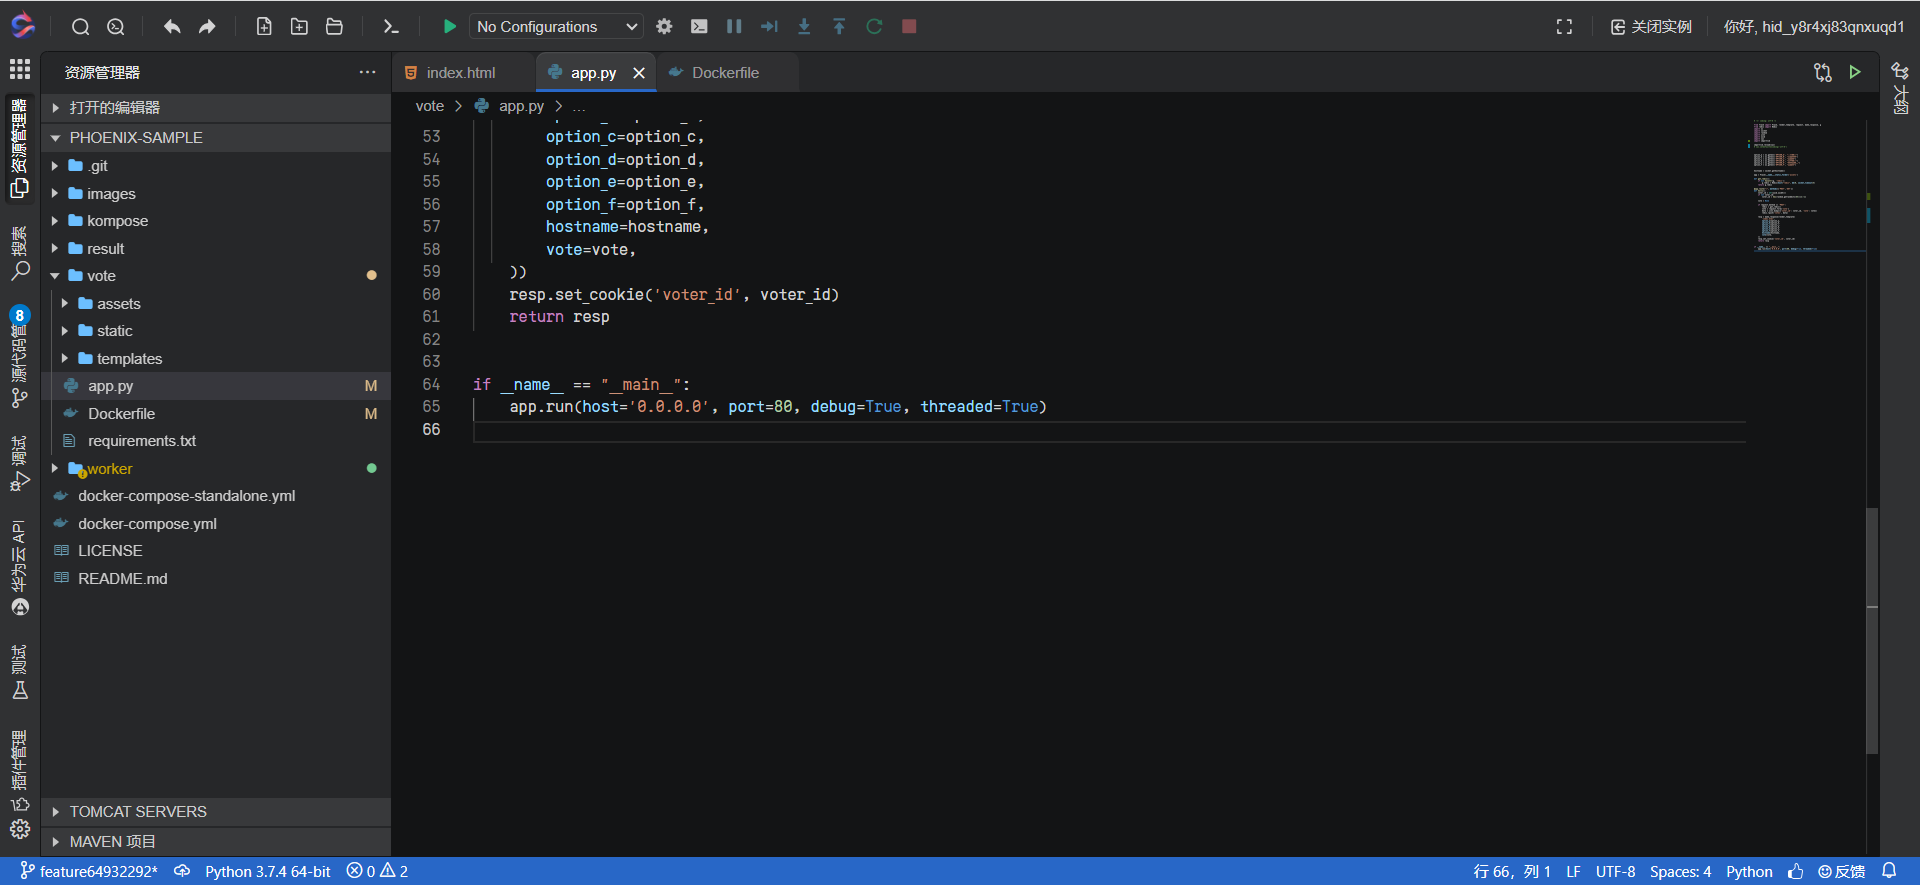 No Configurations
关闭实例
你好, hid_y8r4xj83qnxuqd1
资源管理器
搜索
8
源代码管
调试
华为云 API
测试
插件管理
资源管理器
打开的编辑器
PHOENIX-SAMPLE
.git
images
kompose
result
vote
assets
static
templates
app.py M
Dockerfile M
requirements.txt
worker
docker-compose-standalone.yml
docker-compose.yml
LICENSE
README.md
TOMCAT SERVERS
MAVEN 项目
index.html app.py Dockerfile
vote > app.py > ...
53 option_c=option_c,
54 option_d=option_d,
55 option_e=option_e,
56 option_f=option_f,
57 hostname=hostname,
58 vote=vote,
59 ))
60 resp.set_cookie('voter_id', voter_id)
61 return resp
62
63
64 if __name__ == "__main__":
65 app.run(host='0.0.0.0', port=80, debug=True, threaded=True)
66
大纲
feature64932292* Python 3.7.4 64-bit 0 2 行 66, 列 1 LF UTF-8 Spaces: 4 Python 反馈